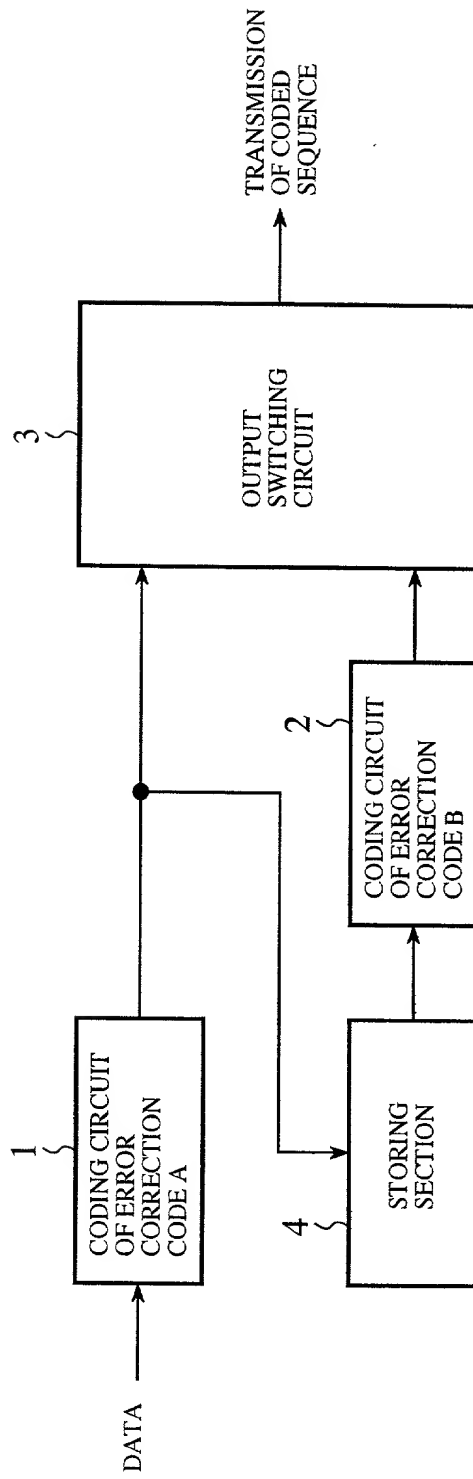 DATA
1
CODING CIRCUIT
OF ERROR
CORRECTION
CODE A
4
STORING
SECTION
2
CODING CIRCUIT
OF ERROR
CORRECTION
CODE B
3
OUTPUT
SWITCHING
CIRCUIT
TRANSMISSION
OF CODED
SEQUENCE